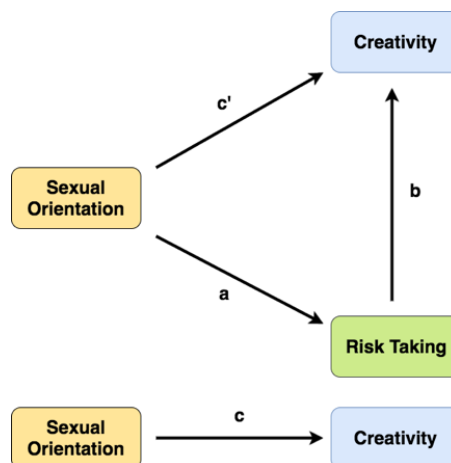 Creativity
c'
Sexual
Orientation
b
a
Risk Taking
Sexual
Orientation
c
Creativity